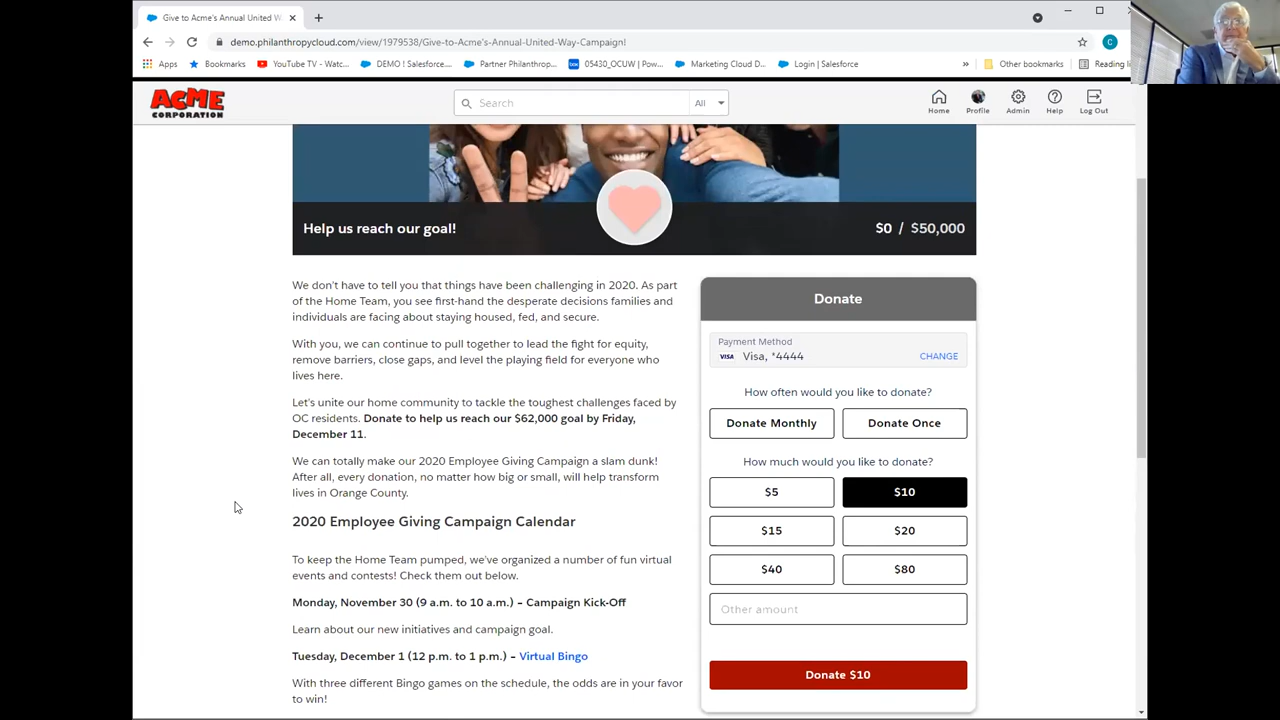 Give to Acme's Annual United W
demo.philanthropycloud.com/view/1979538/Give-to-Acme's-Annual-United-Way-Campaign!
C
Apps
Bookmarks
YouTube TV - Watc...
DEMO ! Salesforce....
Partner Philanthrop...
box
05430_OCUW | Pow...
Marketing Cloud D...
Login | Salesforce
»
Other bookmarks
Reading li
ACME
CORPORATION
Search
All
Home
Profile
Admin
Help
Log Out
Help us reach our goal!
$0 / $50,000
We don't have to tell you that things have been challenging in 2020. As part
of the Home Team, you see first-hand the desperate decisions families and
individuals are facing about staying housed, fed, and secure.
With you, we can continue to pull together to lead the fight for equity,
remove barriers, close gaps, and level the playing field for everyone who
lives here.
Let's unite our home community to tackle the toughest challenges faced by
OC residents. Donate to help us reach our $62,000 goal by Friday,
December 11.
We can totally make our 2020 Employee Giving Campaign a slam dunk!
After all, every donation, no matter how big or small, will help transform
lives in Orange County.
2020 Employee Giving Campaign Calendar
To keep the Home Team pumped, we've organized a number of fun virtual
events and contests! Check them out below.
Monday, November 30 (9 a.m. to 10 a.m.) – Campaign Kick-Off
Learn about our new initiatives and campaign goal.
Tuesday, December 1 (12 p.m. to 1 p.m.) – Virtual Bingo
With three different Bingo games on the schedule, the odds are in your favor
to win!
Donate
Payment Method
VISA Visa, *4444
CHANGE
How often would you like to donate?
Donate Monthly
Donate Once
How much would you like to donate?
$5
$10
$15
$20
$40
$80
Other amount
Donate $10